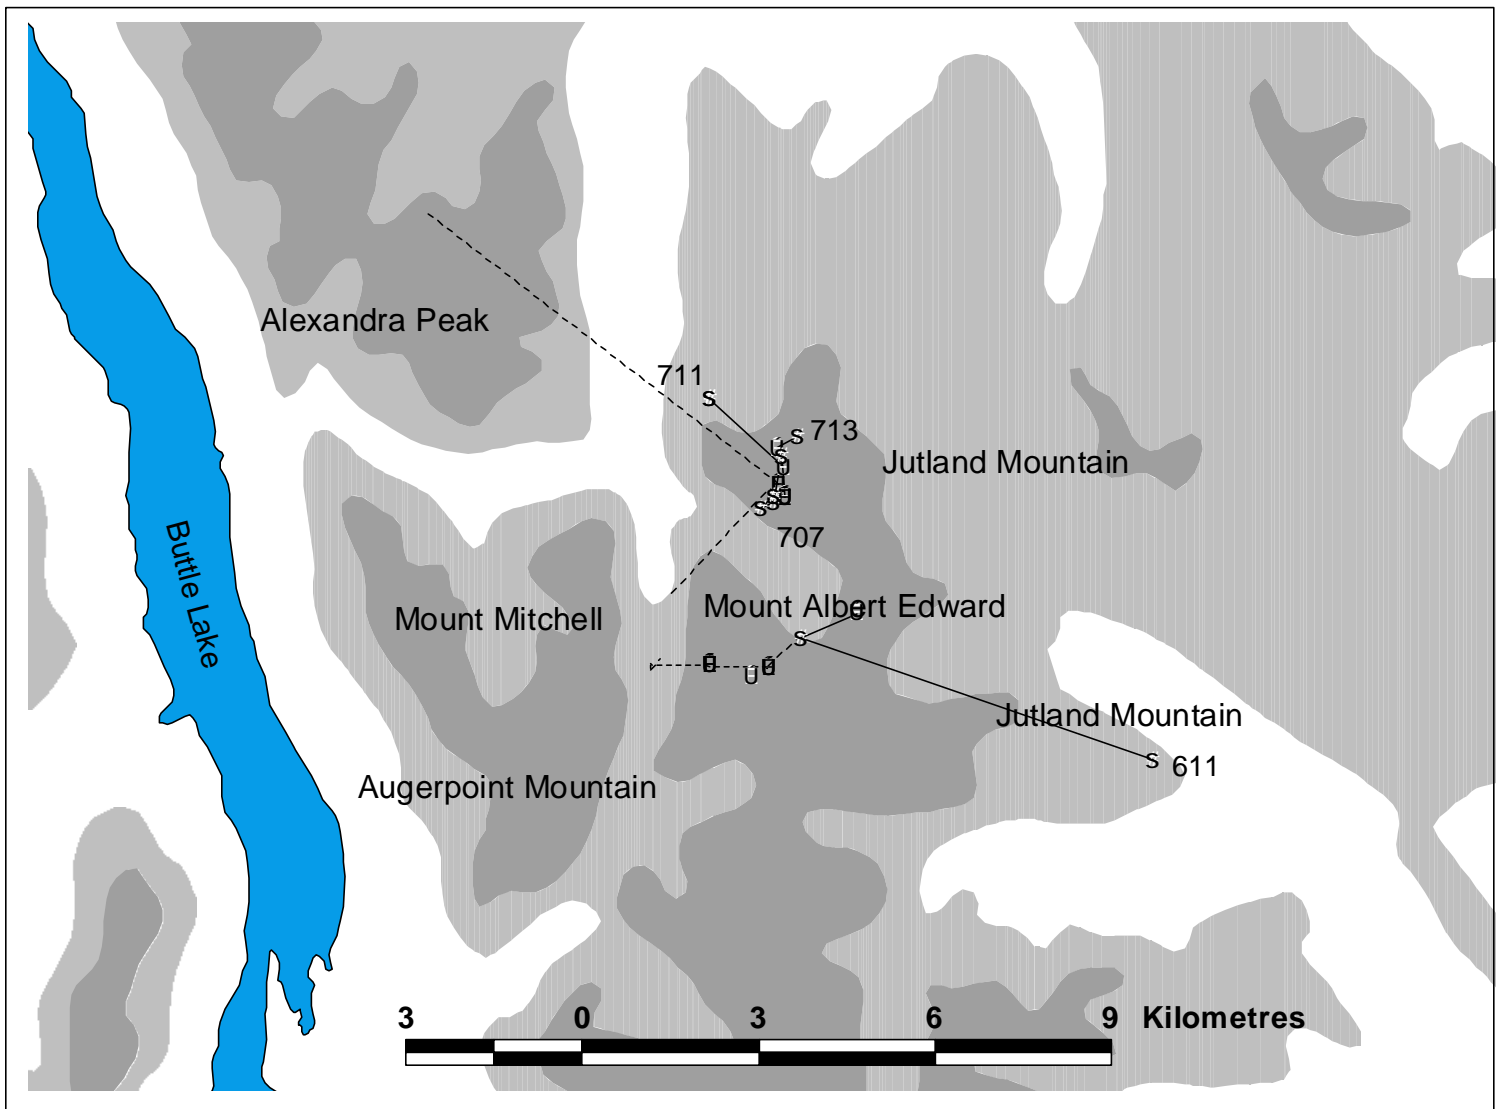 Alexandra Peak
711
713
Jutland Mountain
707
Buttle Lake
Mount Mitchell
Mount Albert Edward
Jutland Mountain
611
Augerpoint Mountain
3 0 3 6 9 Kilometres